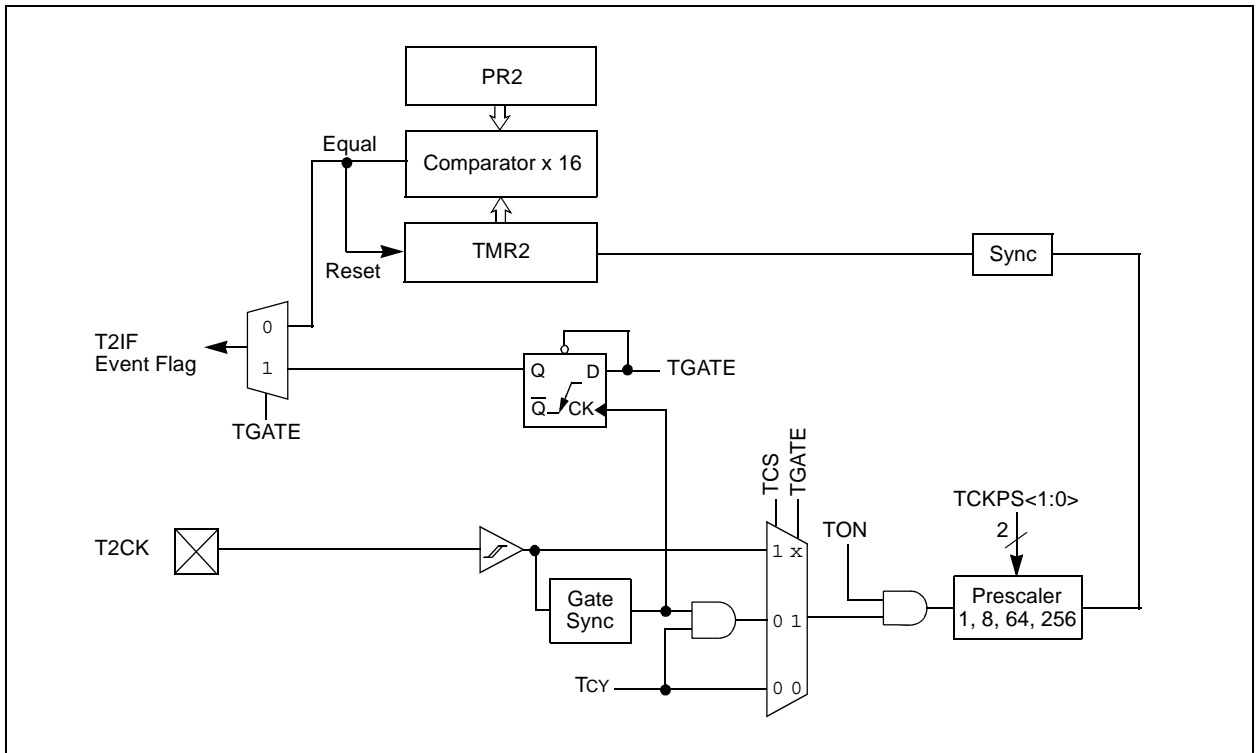 PR2
Equal
Comparator x 16
TMR2
Reset
Sync
0
1
T2IF
Event Flag
TGATE
Q
D
TGATE
Q̅
CK
TCS
TGATE
TCKPS<1:0>
2
TON
T2CK
1 x
Gate
Sync
0 1
Prescaler
1, 8, 64, 256
TCY
0 0